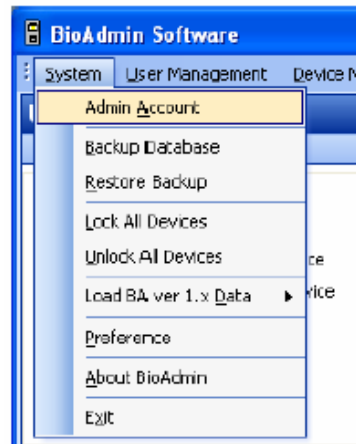 BioAdmin Software
System User Management Device
Admin Account
Backup Database
Restore Backup
Lock All Devices
Unlock All Devices
Load BA ver 1.x Data
Preference
About BioAdmin
Exit